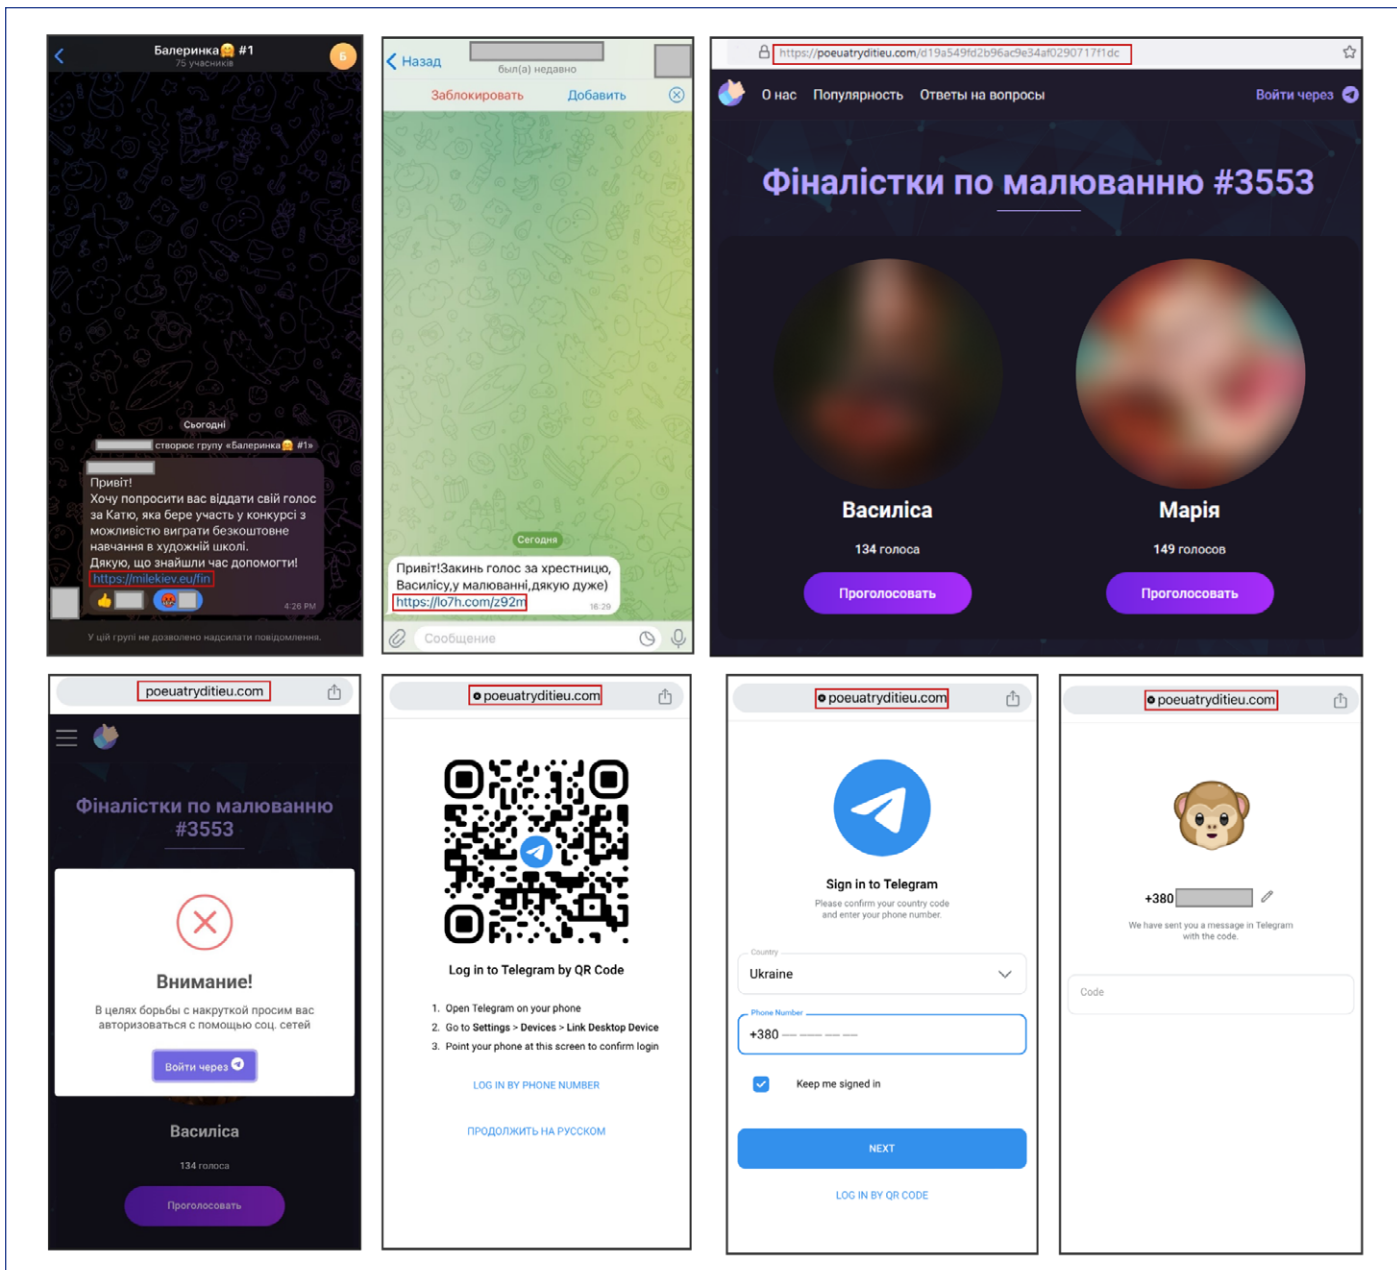 Балеринка🤗 #1
75 учасників
Б
Сьогодні
створює групу «Балеринка🤗 #1»
Привіт!
Хочу попросити вас віддати свій голос
за Катю, яка бере участь у конкурсі з
можливістю виграти безкоштовне
навчання в художній школі.
Дякую, що знайшли час допомогти!
https://milekiev.eu/fin
4:26 PM
У цій групі не дозволено надсилати повідомлення.
Назад
был(а) недавно
Заблокировать Добавить
Сегодня
Привіт!Закинь голос за хрестницю,
Василісу,у малюванні,дякую дуже)
https://lo7h.com/z92m
16:29
Сообщение
https://poeuatryditieu.com/d19a549fd2b96ac9e34af0290717f1dc
О нас Популярность Ответы на вопросы Войти через
Фіналістки по малюванню #3553
Василіса Марія
134 голоса 149 голосов
Проголосовать Проголосовать
poeuatryditieu.com
Фіналістки по малюванню
#3553
Внимание!
В целях борьбы с накруткой просим вас
авторизоваться с помощью соц. сетей
Войти через
Василіса
134 голоса
Проголосовать
poeuatryditieu.com
Log in to Telegram by QR Code
1. Open Telegram on your phone
2. Go to Settings > Devices > Link Desktop Device
3. Point your phone at this screen to confirm login
LOG IN BY PHONE NUMBER
ПРОДОЛЖИТЬ НА РУССКОМ
poeuatryditieu.com
Sign in to Telegram
Please confirm your country code
and enter your phone number.
Country
Ukraine
Phone Number
+380
Keep me signed in
NEXT
LOG IN BY QR CODE
poeuatryditieu.com
+380
We have sent you a message in Telegram
with the code.
Code